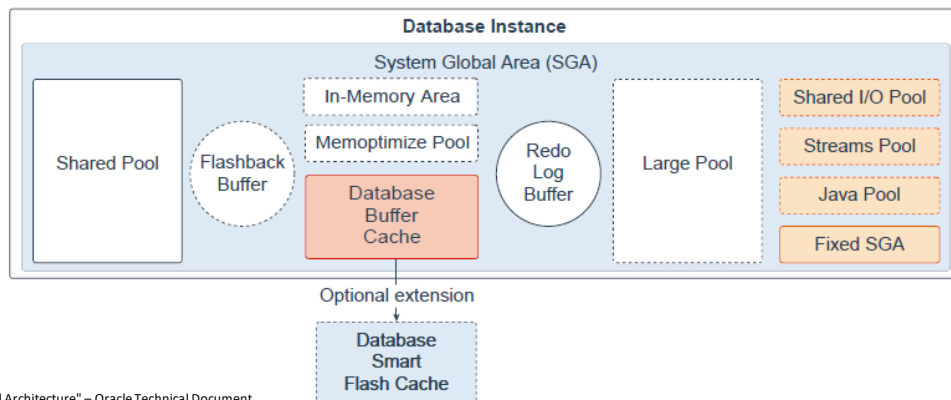 Database Instance
System Global Area (SGA)
Shared Pool
Flashback
Buffer
In-Memory Area
Memoptimize Pool
Database
Buffer
Cache
Redo
Log
Buffer
Large Pool
Shared I/O Pool
Streams Pool
Java Pool
Fixed SGA
Optional extension
Database
Smart
Flash Cache
Architecture" – Oracle Technical Document